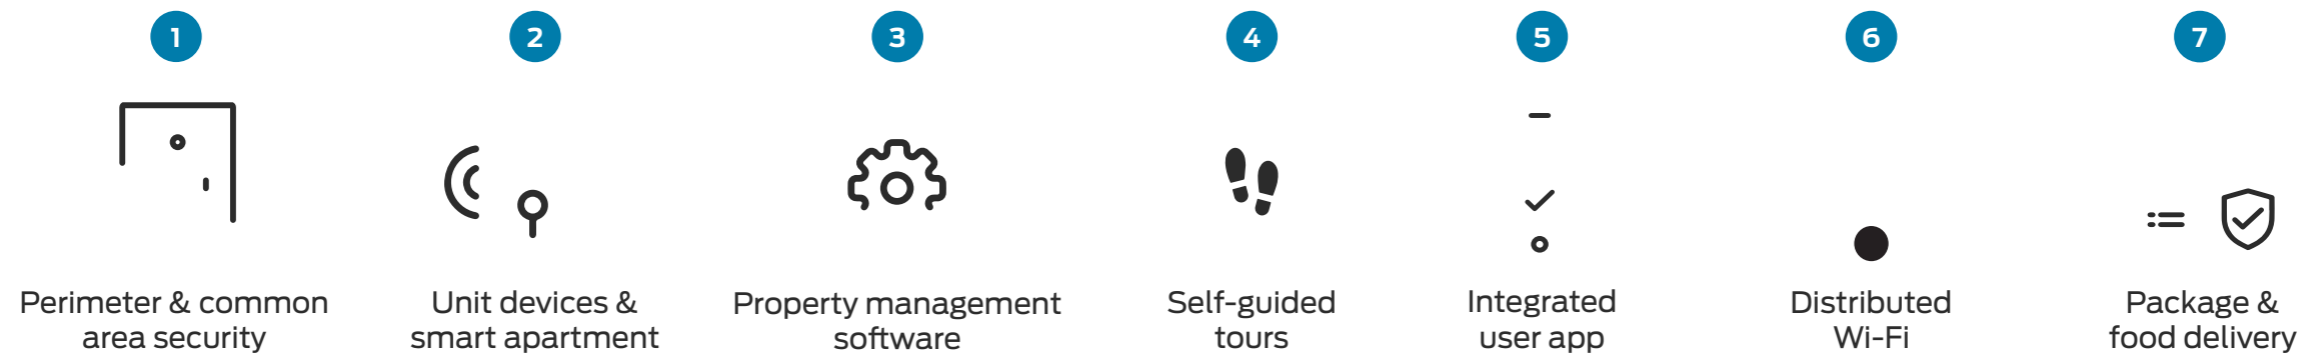 1 2 3 4 5 6 7
Perimeter & common
area security
Unit devices &
smart apartment
Property management
software
Self-guided
tours
Integrated
user app
Distributed
Wi-Fi
Package &
food delivery